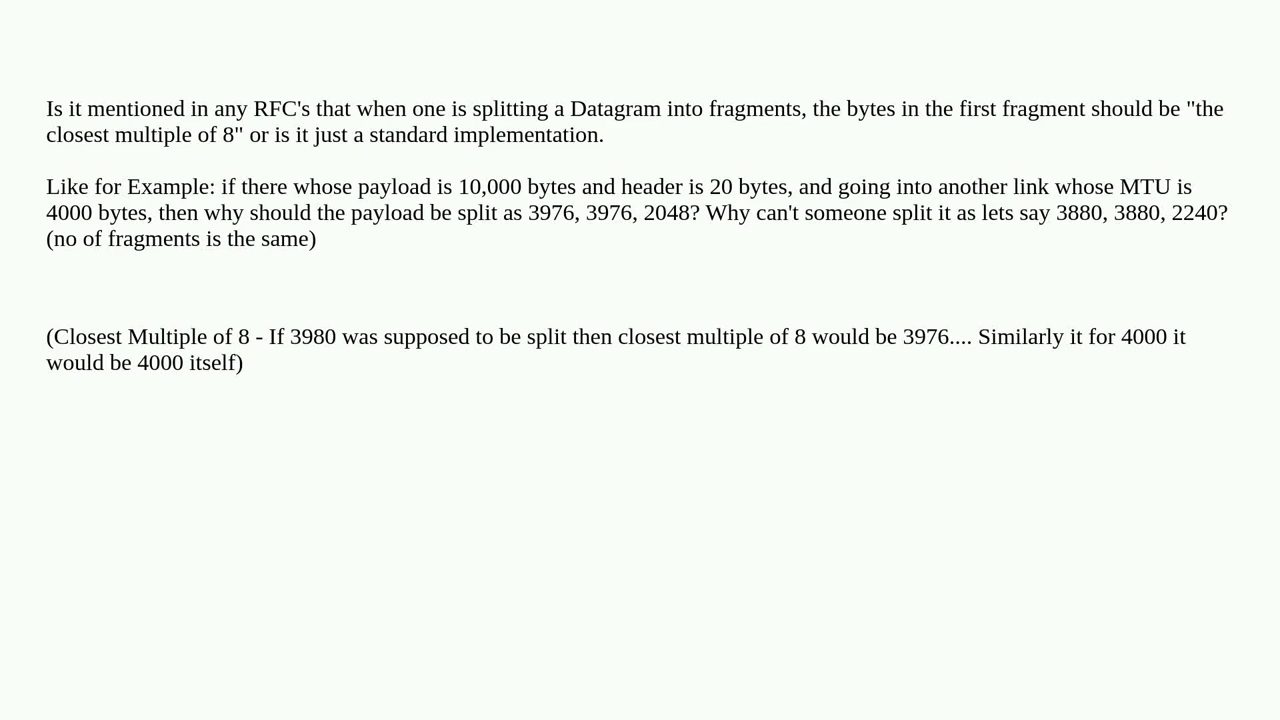 Is it mentioned in any RFC's that when one is splitting a Datagram into fragments, the bytes in the first fragment should be "the
closest multiple of 8" or is it just a standard implementation.
Like for Example: if there whose payload is 10,000 bytes and header is 20 bytes, and going into another link whose MTU is
4000 bytes, then why should the payload be split as 3976, 3976, 2048? Why can't someone split it as lets say 3880, 3880, 2240?
(no of fragments is the same)
(Closest Multiple of 8 - If 3980 was supposed to be split then closest multiple of 8 would be 3976.... Similarly it for 4000 it
would be 4000 itself)